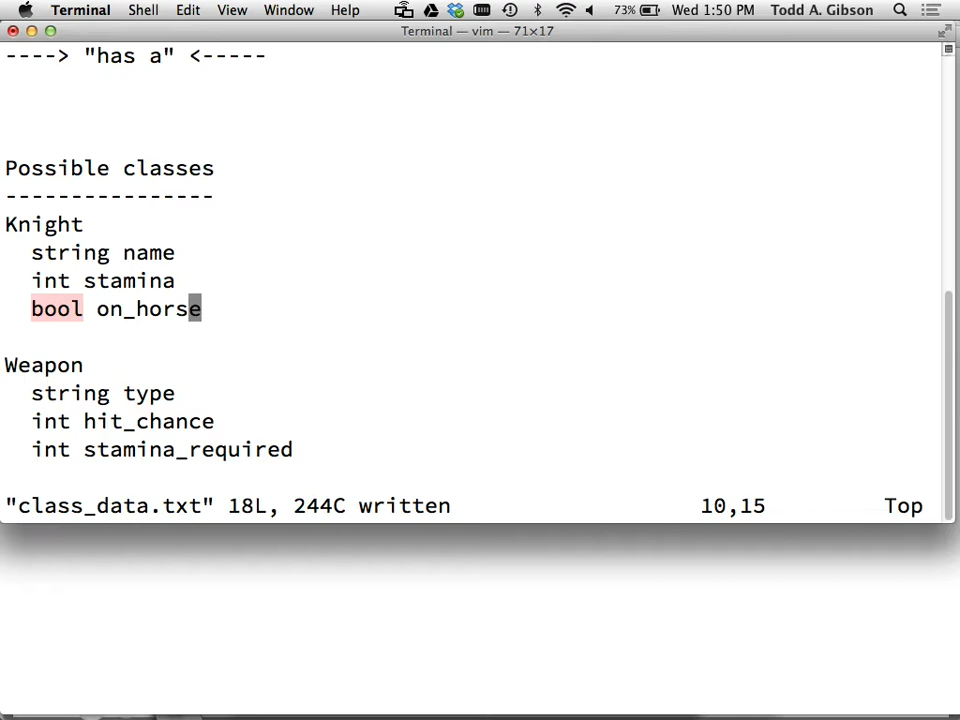 Terminal Shell Edit View Window Help 73% Wed 1:50 PM Todd A. Gibson
Terminal — vim — 71×17
----> "has a" <-----
Possible classes
----------------
Knight
string name
int stamina
bool on_horse
Weapon
string type
int hit_chance
int stamina_required
"class_data.txt" 18L, 244C written 10,15 Top